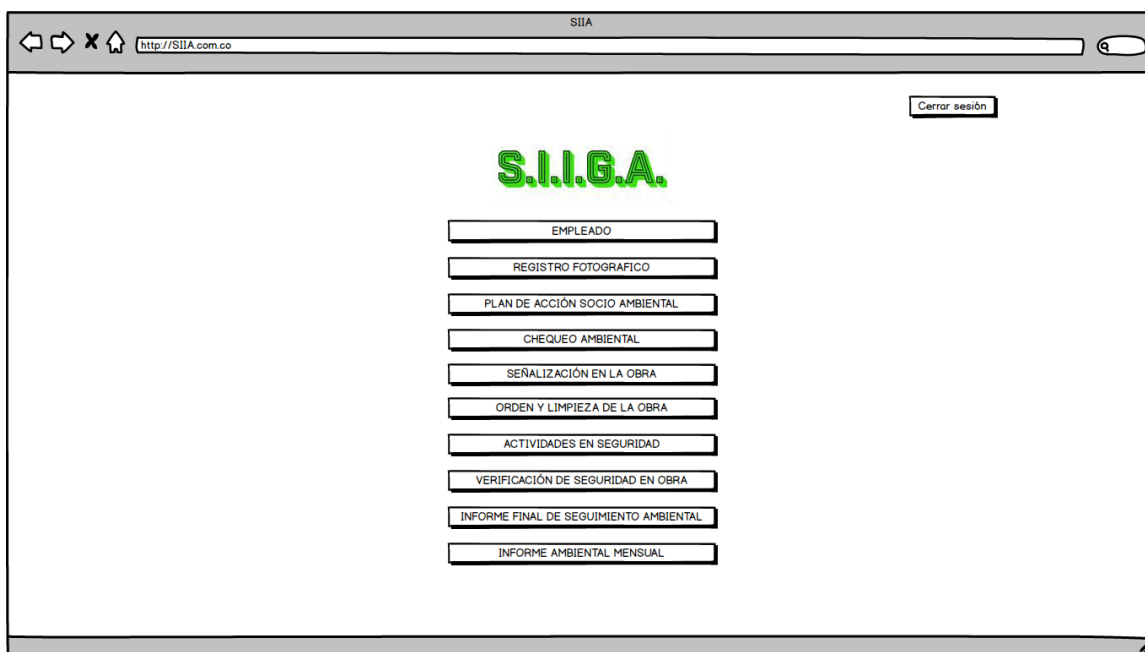 SIIA
http://SIIA.com.co
Cerrar sesión
S.I.I.G.A.
EMPLEADO
REGISTRO FOTOGRAFICO
PLAN DE ACCIÓN SOCIO AMBIENTAL
CHEQUEO AMBIENTAL
SEÑALIZACIÓN EN LA OBRA
ORDEN Y LIMPIEZA DE LA OBRA
ACTIVIDADES EN SEGURIDAD
VERIFICACIÓN DE SEGURIDAD EN OBRA
INFORME FINAL DE SEGUIMIENTO AMBIENTAL
INFORME AMBIENTAL MENSUAL